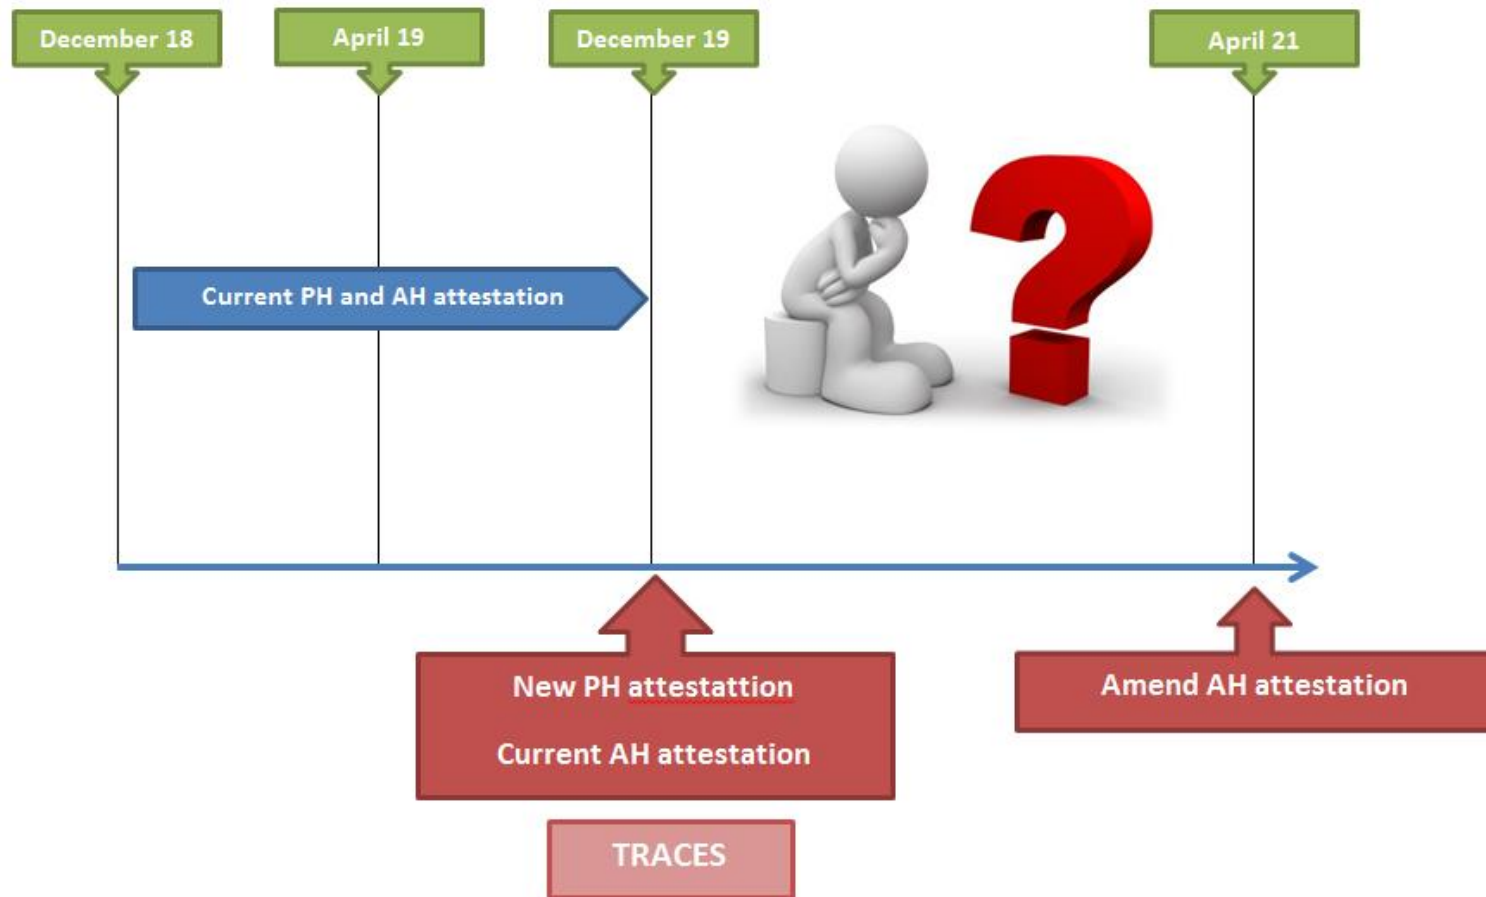 December 18
April 19
December 19
April 21
Current PH and AH attestation
New PH attestattion
Current AH attestation
Amend AH attestation
TRACES